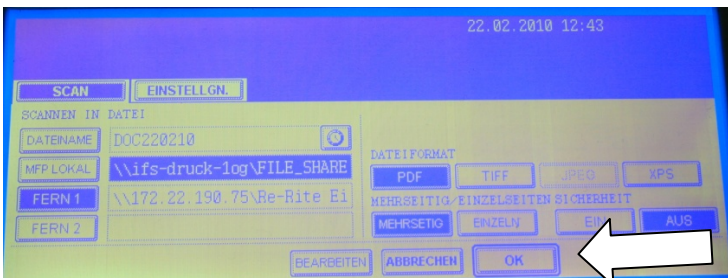 22.02.2010 12:43
SCAN EINSTELLGN.
SCANNEN IN DATEI
DATEINAME DOC220210
MFP LOKAL \\ifs-druck-log\FILE_SHARE
FERN 1 \\172.22.190.75\Re-Rite Ei
FERN 2
DATEIFORMAT
PDF TIFF JPEG XPS
MEHRSEITIG/EINZELSEITEN SICHERHEIT
MEHRSETIG EINZELN EIN AUS
BEARBEITEN ABBRECHEN OK